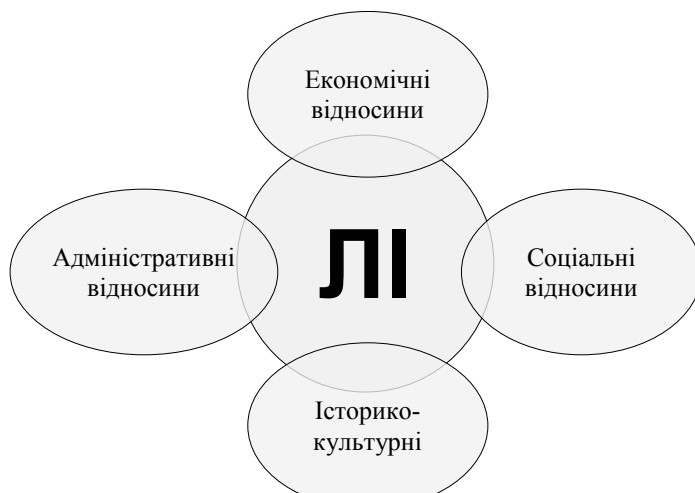 Економічні
відносини
Адміністративні
відносини
ЛІ
Соціальні
відносини
Історико-
культурні